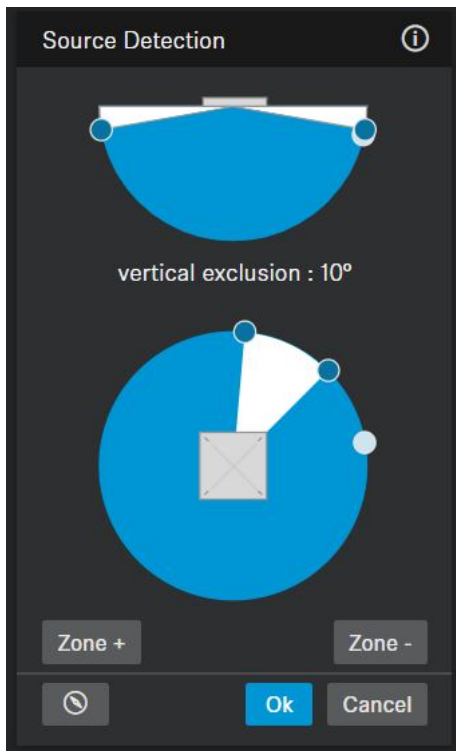 Source Detection
vertical exclusion : 10º
Zone +
Zone -
Ok
Cancel